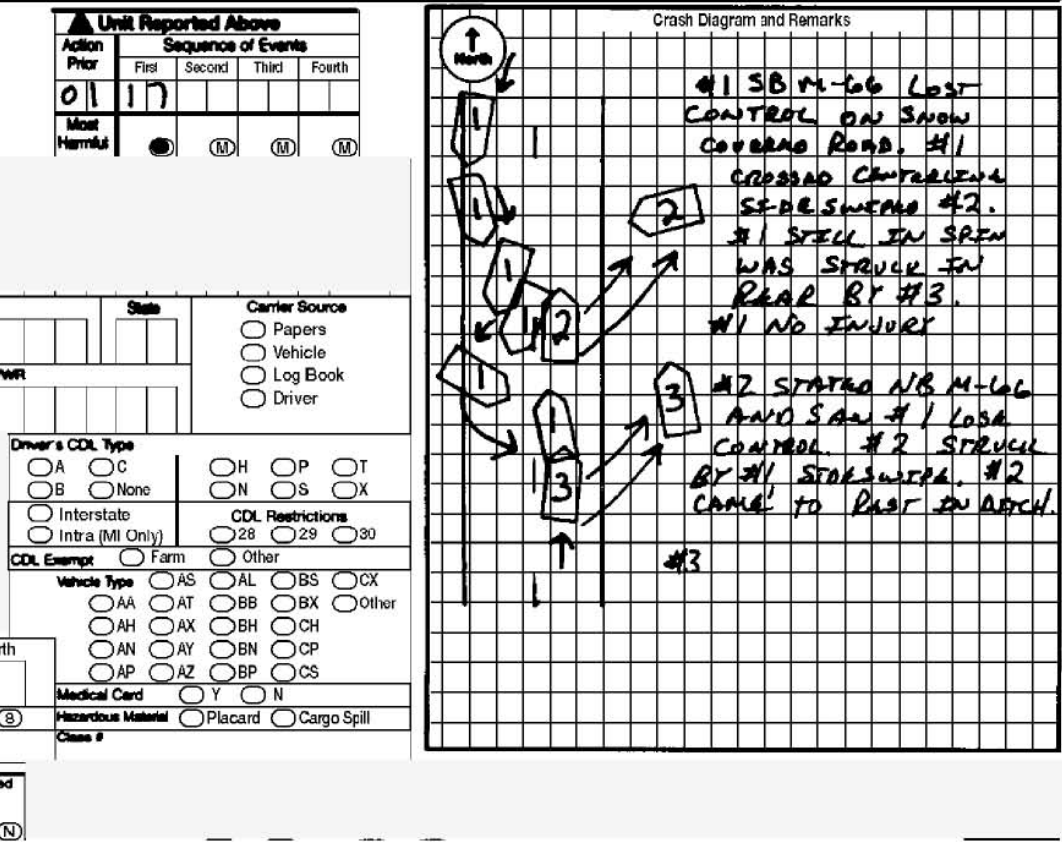 Unit Reported Above
Action Prior
Sequence of Events
First Second Third Fourth
01 17
Most Harmful
M M M
State
Carrier Source
Papers
Vehicle
Log Book
Driver
Driver's CDL Type
A C H P T
B None N S X
Interstate
Intra (MI Only)
CDL Restrictions
28 29 30
CDL Exempt Farm Other
Vehicle Type AS AL BS CX
AA AT BB BX Other
AH AX BH CH
AN AY BN CP
AP AZ BP CS
Medical Card Y N
Hazardous Material Placard Cargo Spill
Class #
8
N
Crash Diagram and Remarks
North
1
1
2
1
1 2
1
3
1
3
#1 SB M-66 LOST
CONTROL ON SNOW
COVERED ROAD. #1
CROSSED CENTERLINE
SIDESWIPED #2.
#1 STILL IN SPIN
WAS STRUCK IN
REAR BY #3.
#1 NO INJURY
#2 STATED NB M-66
AND SAW #1 LOSE
CONTROL. #2 STRUCK
BY #1 SIDESWIPE. #2
CAME TO REST IN DITCH.
#3